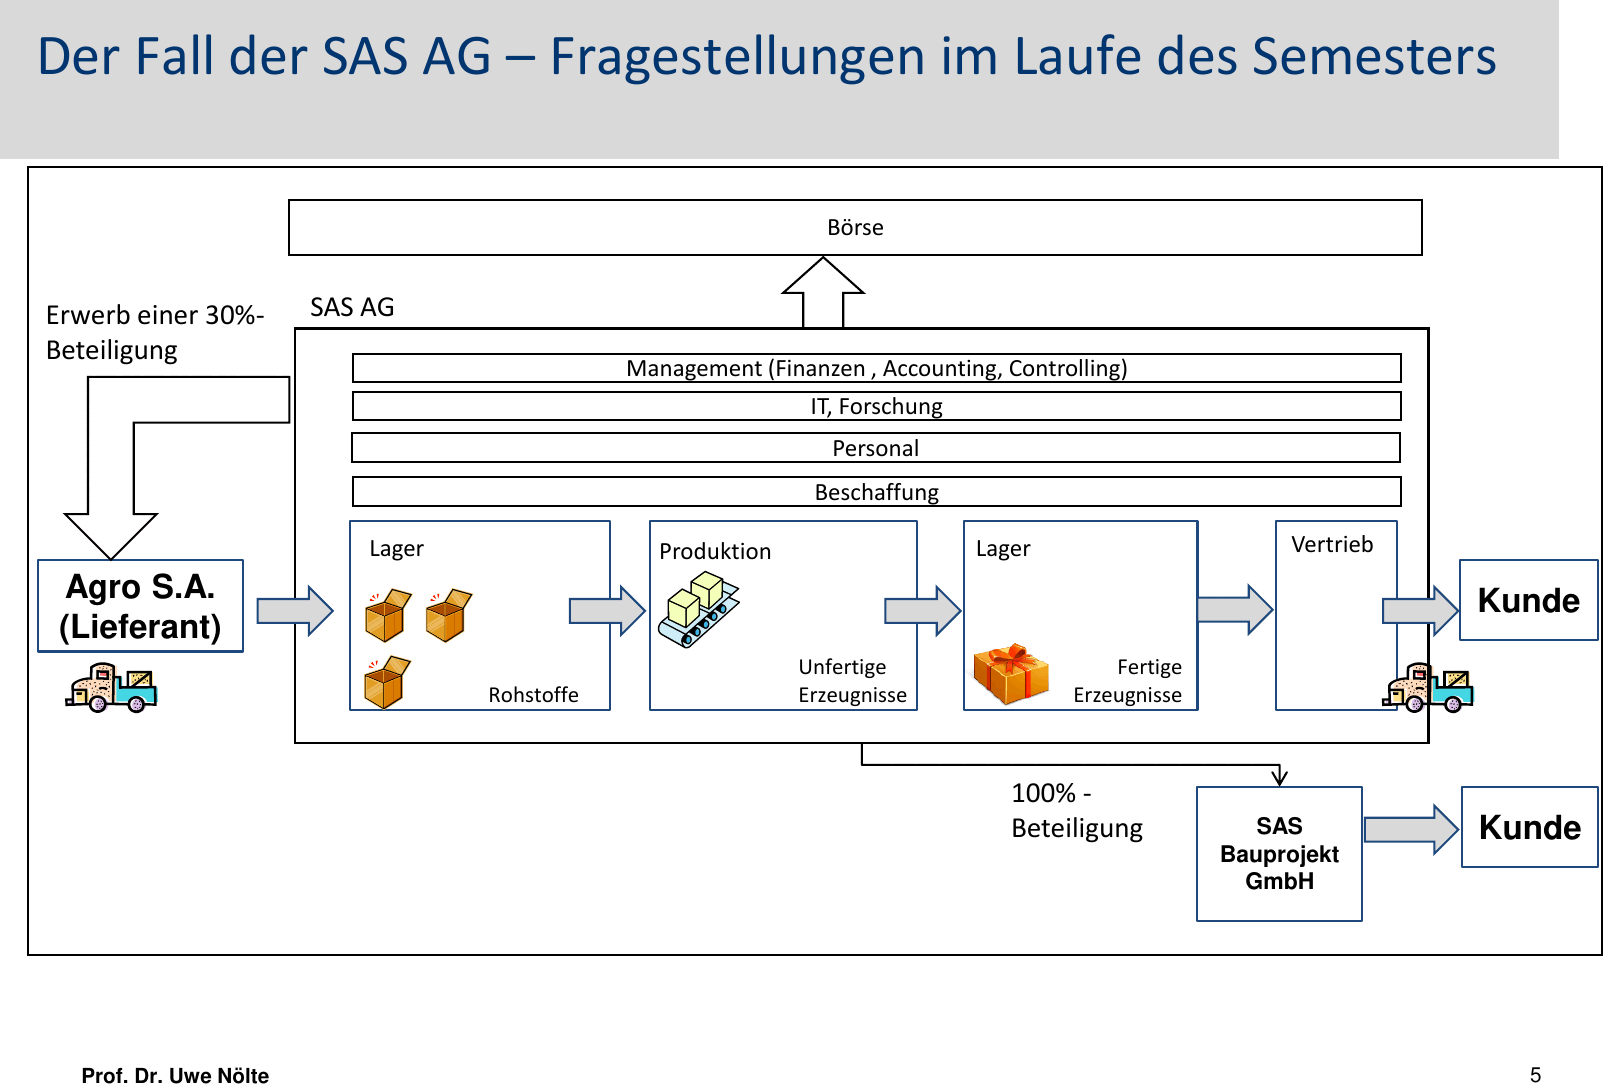 Der Fall der SAS AG – Fragestellungen im Laufe des Semesters
Börse
Erwerb einer 30%-
Beteiligung
SAS AG
Management (Finanzen , Accounting, Controlling)
IT, Forschung
Personal
Beschaffung
Agro S.A.
(Lieferant)
Lager
Rohstoffe
Produktion
Unfertige
Erzeugnisse
Lager
Fertige
Erzeugnisse
Vertrieb
Kunde
100% -
Beteiligung
SAS
Bauprojekt
GmbH
Kunde
Prof. Dr. Uwe Nölte
5